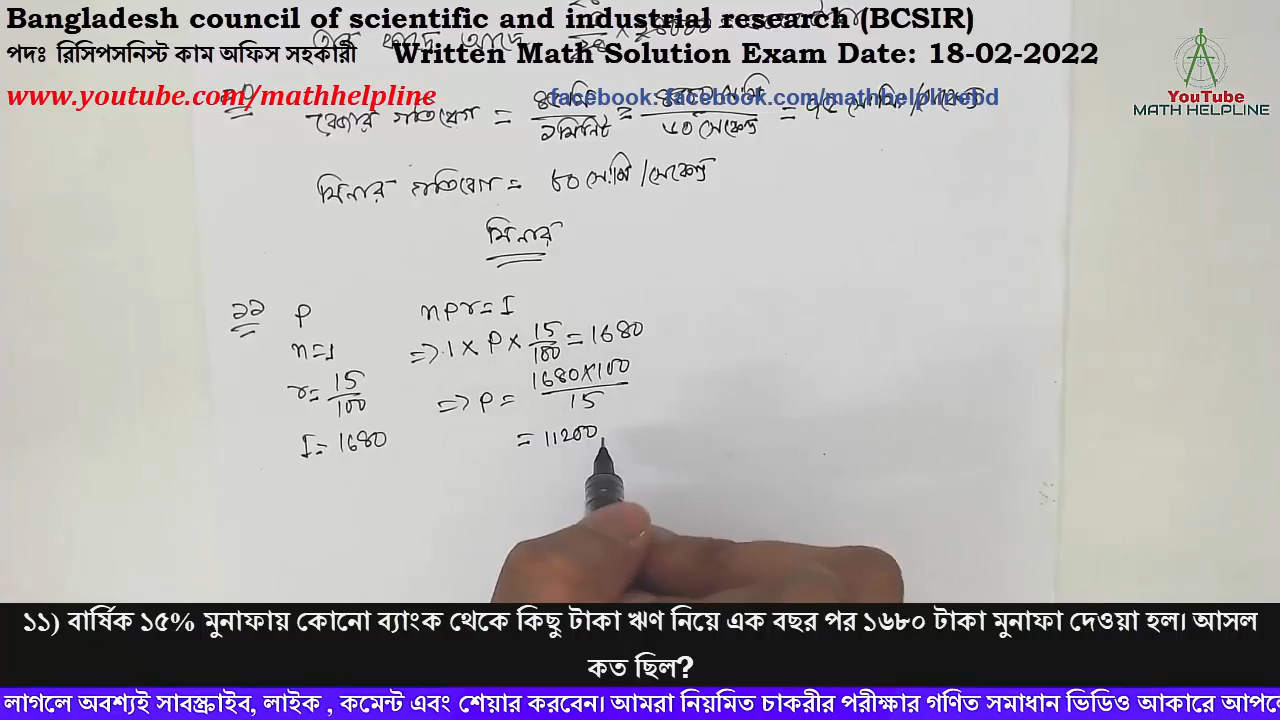 Bangladesh council of scientific and industrial research (BCSIR)
পদঃ রিসিপসনিস্ট কাম অফিস সহকারী Written Math Solution Exam Date: 18-02-2022
www.youtube.com/mathhelpline facebook: facebook.com/mathhelplinebd
YouTube
MATH HELPLINE
রেজার গতিবেগ =
মিনার গতিবেগ = ৮০ সেমি/সেকেন্ড
মিনার
১১ P npr = I
n=1 => 1 × P × 15/100 = 1680
r = 15/100 => P = 1680×100/15
I = 1680 = 11200
১১) বার্ষিক ১৫% মুনাফায় কোনো ব্যাংক থেকে কিছু টাকা ঋণ নিয়ে এক বছর পর ১৬৮০ টাকা মুনাফা দেওয়া হল। আসল
কত ছিল?
লাগলে অবশ্যই সাবস্ক্রাইব, লাইক , কমেন্ট এবং শেয়ার করবেন। আমরা নিয়মিত চাকরীর পরীক্ষার গণিত সমাধান ভিডিও আকারে